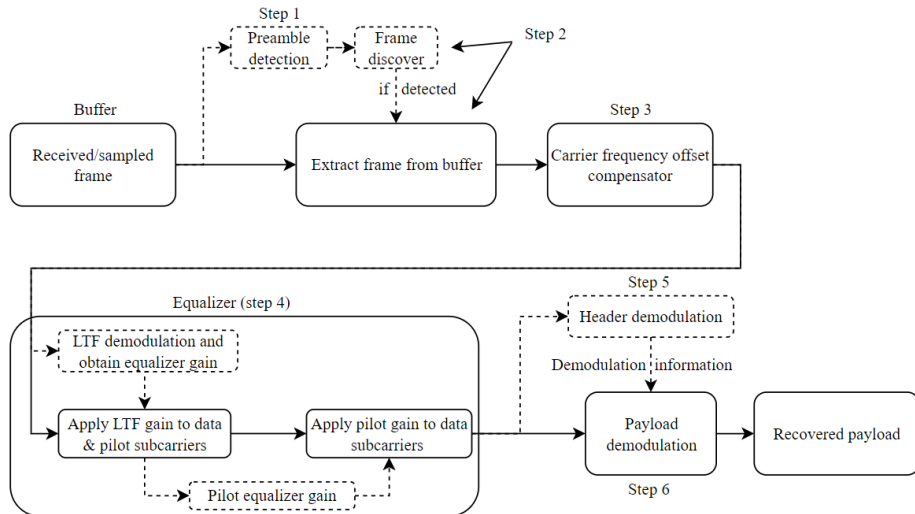 Step 1
Preamble
detection
Frame
discover
Step 2
if detected
Buffer
Received/sampled
frame
Extract frame from buffer
Step 3
Carrier frequency offset
compensator
Equalizer (step 4)
LTF demodulation and
obtain equalizer gain
Apply LTF gain to data
& pilot subcarriers
Apply pilot gain to data
subcarriers
Pilot equalizer gain
Step 5
Header demodulation
Demodulation information
Payload
demodulation
Step 6
Recovered payload